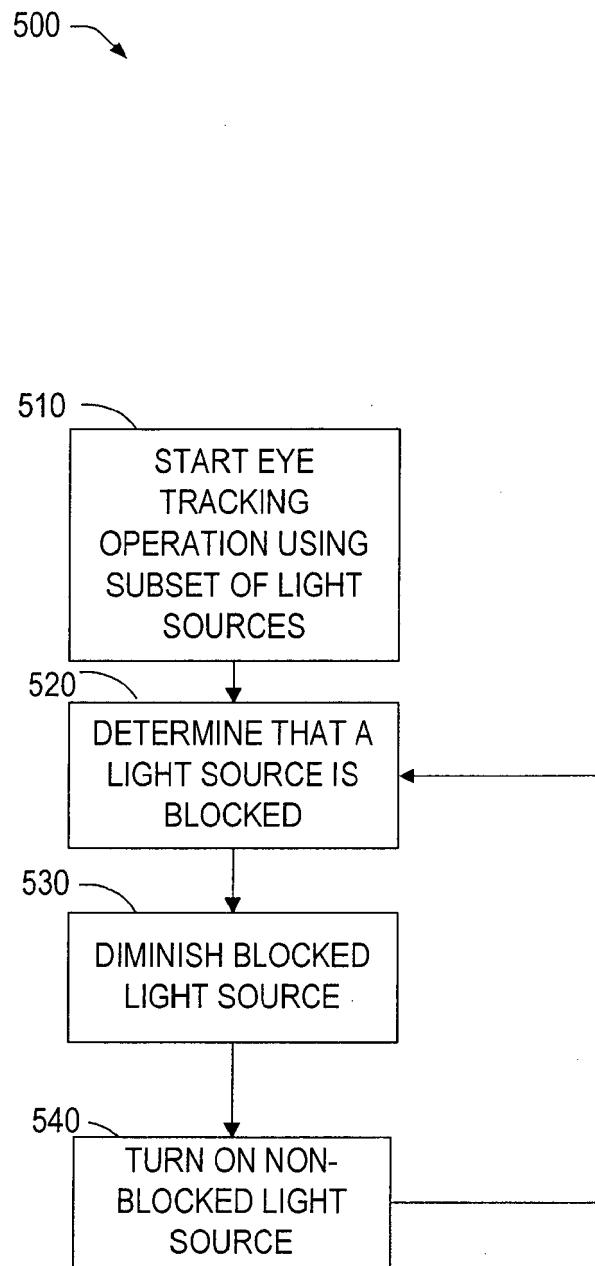 500
510
START EYE
TRACKING
OPERATION USING
SUBSET OF LIGHT
SOURCES
520
DETERMINE THAT A
LIGHT SOURCE IS
BLOCKED
530
DIMINISH BLOCKED
LIGHT SOURCE
540
TURN ON NON-
BLOCKED LIGHT
SOURCE